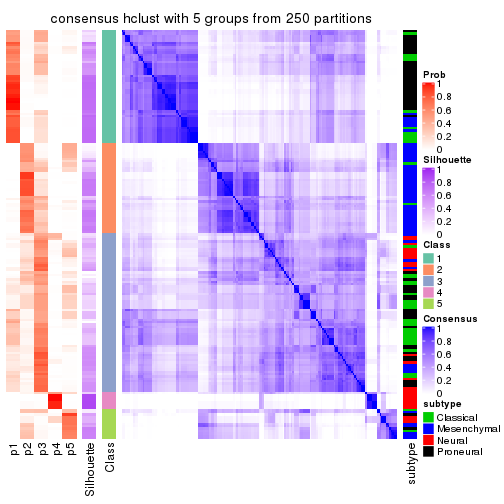 consensus hclust with 5 groups from 250 partitions
Prob
1
0.8
0.6
0.4
0.2
0
Silhouette
1
0.8
0.6
0.4
0.2
0
Class
1
2
3
4
5
Consensus
1
0.8
0.6
0.4
0.2
0
subtype
Classical
Mesenchymal
Neural
Proneural
p1
p2
p3
p4
p5
Silhouette
Class
subtype